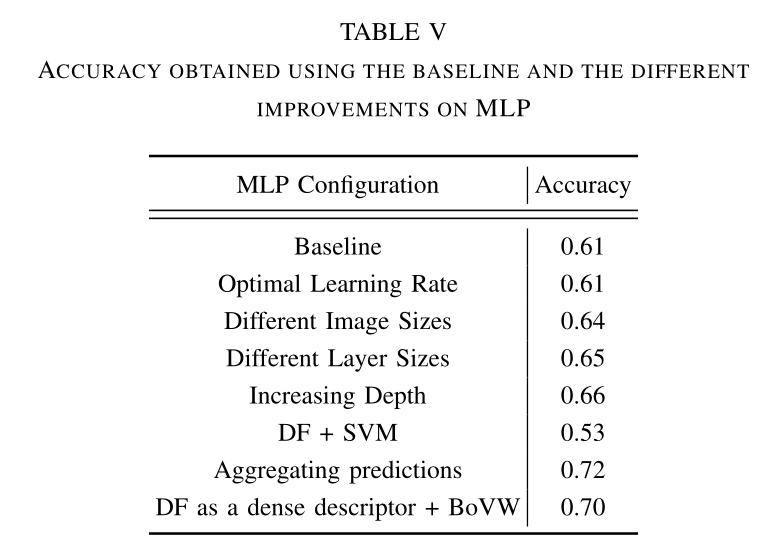 TABLE V
ACCURACY OBTAINED USING THE BASELINE AND THE DIFFERENT
IMPROVEMENTS ON MLP
MLP Configuration Accuracy
Baseline 0.61
Optimal Learning Rate 0.61
Different Image Sizes 0.64
Different Layer Sizes 0.65
Increasing Depth 0.66
DF + SVM 0.53
Aggregating predictions 0.72
DF as a dense descriptor + BoVW 0.70